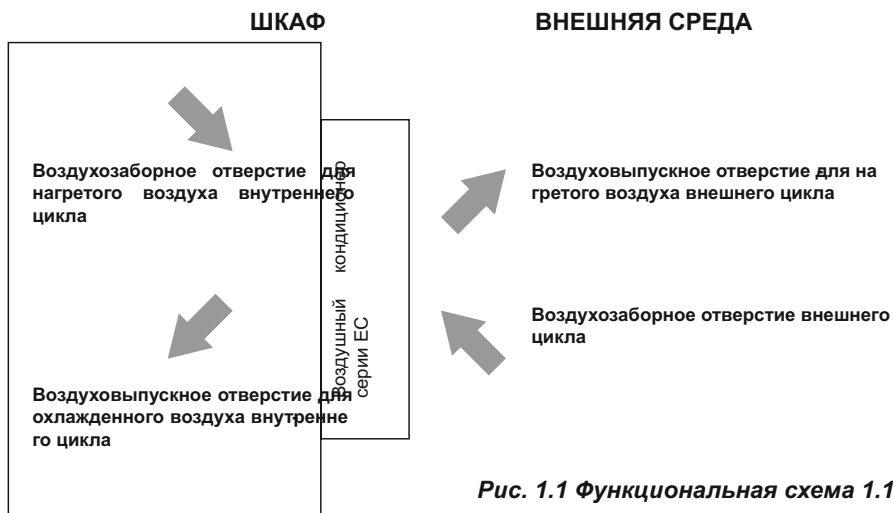 ШКАФ
ВНЕШНЯЯ СРЕДА
Воздухозаборное отверстие для
нагретого воздуха внутреннего
цикла
Воздушный кондиционер
серии ЕС
Воздуховыпускное отверстие для на
гретого воздуха внешнего цикла
Воздухозаборное отверстие внешнего
цикла
Воздуховыпускное отверстие для
охлажденного воздуха внутренне
го цикла
Рис. 1.1 Функциональная схема 1.1